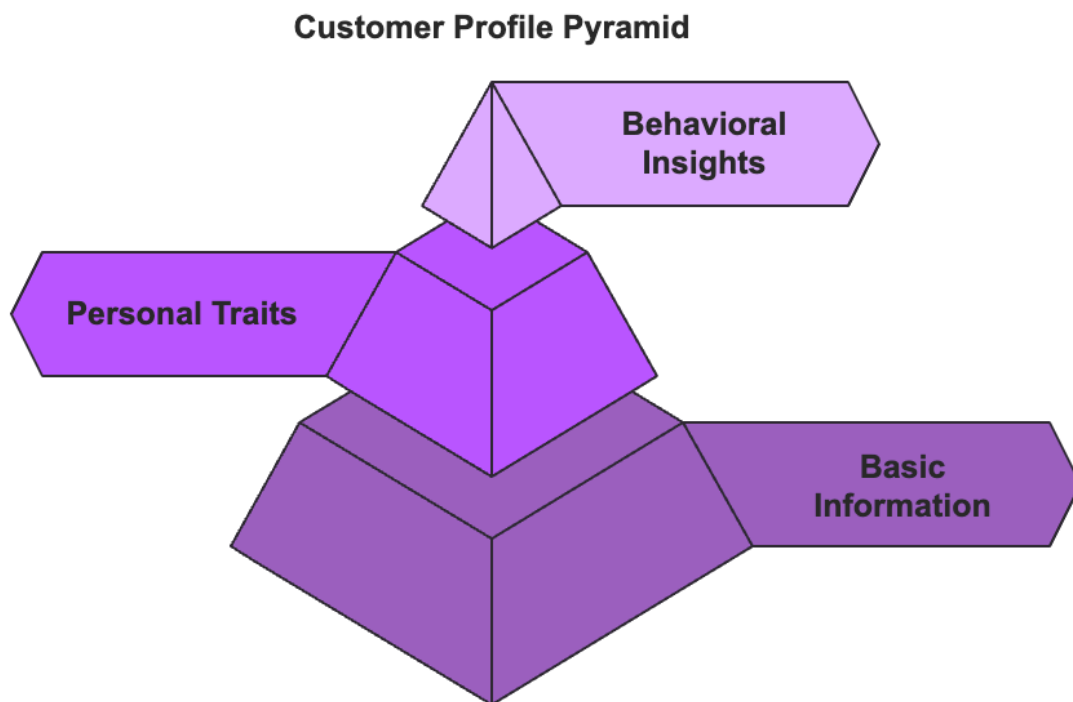 Customer Profile Pyramid
Behavioral
Insights
Personal Traits
Basic
Information